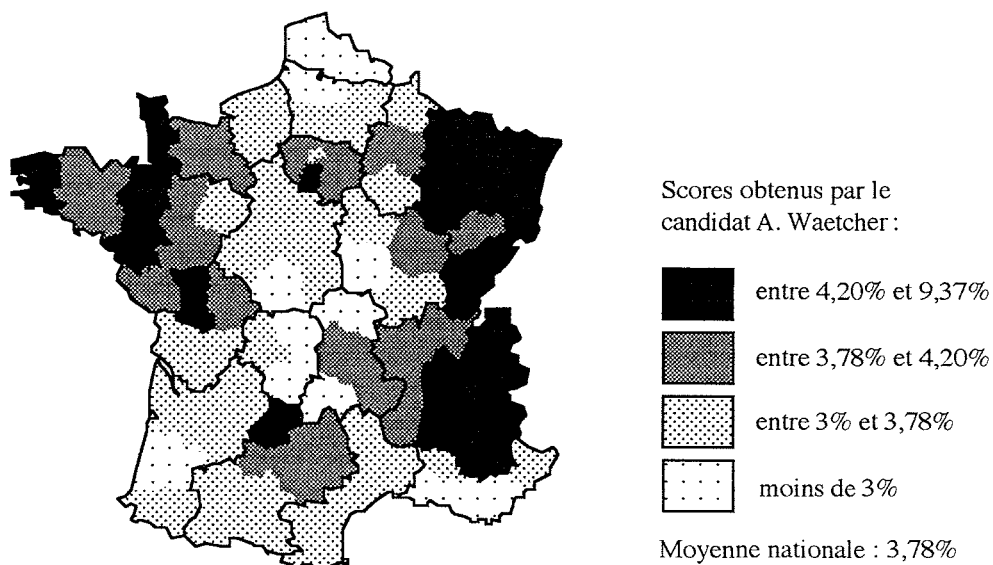 Scores obtenus par le
candidat A. Waetcher :
entre 4,20% et 9,37%
entre 3,78% et 4,20%
entre 3% et 3,78%
moins de 3%
Moyenne nationale : 3,78%